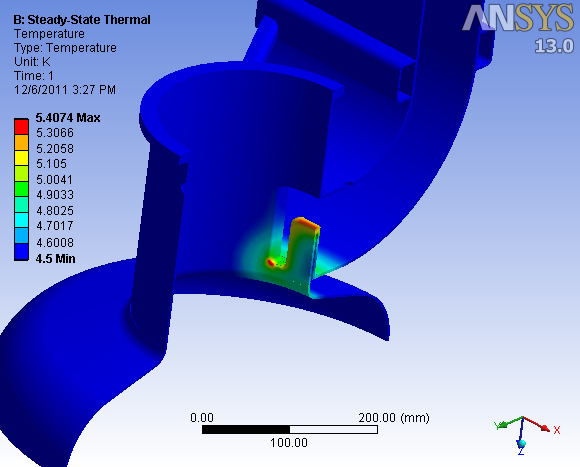 B: Steady-State Thermal
Temperature
Type: Temperature
Unit: K
Time: 1
12/6/2011 3:27 PM
ANSYS
13.0
5.4074 Max
5.3066
5.2058
5.105
5.0041
4.9033
4.8025
4.7017
4.6008
4.5 Min
0.00 200.00 (mm)
100.00
Y X
Z